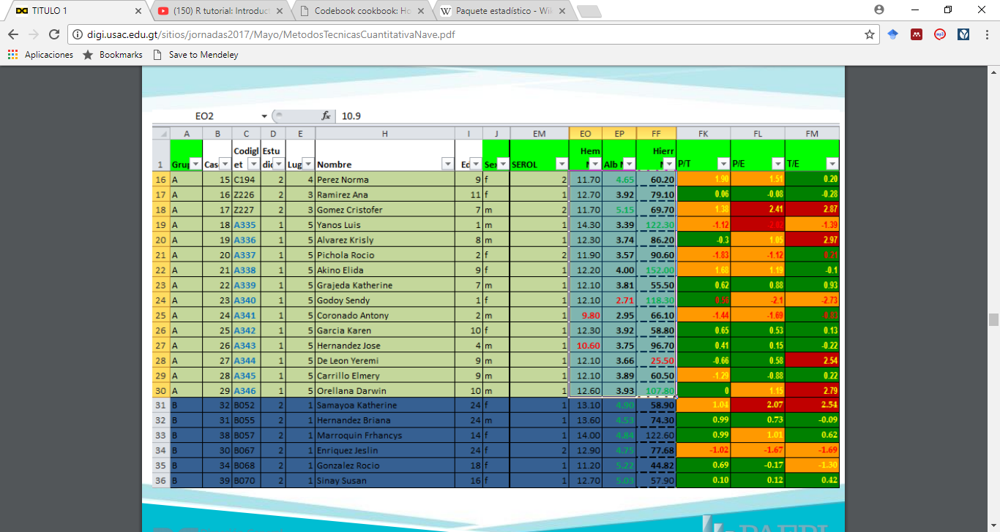 TITULO 1
(150) R tutorial: Introduct
Codebook cookbook: Ho
Paquete estadístico - Wik
digi.usac.edu.gt/sitios/jornadas2017/Mayo/MetodosTecnicasCuantitativaNave.pdf
Aplicaciones Bookmarks Save to Mendeley
EO2 fx 10.9
A B C D E H I J EM EO EP FF FK FL FM
Codigl Estu Hem Hierr
1 Gru Cas et dic Lug Nombre Ed Sex SEROL Alb P/T P/E T/E
16 A 15 C194 2 4 Perez Norma 9 f 2 11.70 4.65 60.20 1.90 1.51 0.20
17 A 16 Z226 2 3 Ramirez Ana 11 f 1 12.70 3.92 79.10 0.06 -0.08 -0.28
18 A 17 Z227 2 3 Gomez Cristofer 7 m 2 11.70 5.15 69.70 1.38 2.41 2.87
19 A 18 A335 1 5 Yanos Luis 1 m 1 14.30 3.39 122.30 -1.12 -1.39
20 A 19 A336 1 5 Alvarez Krisly 8 m 1 12.30 3.74 86.20 -0.3 1.05 2.97
21 A 20 A337 1 5 Pichola Rocio 2 f 2 11.90 3.57 90.60 -1.83 -1.12 0.21
22 A 21 A338 1 5 Akino Elida 9 f 1 12.20 4.00 152.00 1.68 1.19 -0.1
23 A 22 A339 1 5 Grajeda Katherine 7 m 1 12.10 3.81 55.50 0.62 0.88 0.93
24 A 23 A340 1 5 Godoy Sendy 1 f 1 12.10 2.71 118.30 -2.1 -2.73
25 A 24 A341 1 5 Coronado Antony 2 m 1 9.80 2.95 66.10 -1.44 -1.69
26 A 25 A342 1 5 Garcia Karen 10 f 1 12.30 3.92 58.80 0.65 0.53 0.13
27 A 26 A343 1 5 Hernandez Jose 4 m 1 10.60 3.75 96.70 0.41 0.15 -0.22
28 A 27 A344 1 5 De Leon Yeremi 9 m 1 12.10 3.66 25.50 -0.66 0.58 2.54
29 A 28 A345 1 5 Carrillo Elmery 9 m 1 12.10 3.89 60.50 -1.29 -0.88 0.22
30 A 29 A346 1 5 Orellana Darwin 10 m 1 12.60 3.93 107.80 0 1.15 2.79
31 B 32 B052 2 1 Samayoa Katherine 24 f 1 13.10 4.90 58.90 1.04 2.07 2.54
32 B 31 B055 2 1 Hernandez Briana 24 m 1 13.60 4.53 74.30 0.99 0.73 -0.09
33 B 38 B057 2 1 Marroquin Frhancys 14 f 1 14.00 4.84 122.60 0.99 1.01 0.62
34 B 30 B067 2 1 Enriquez Jeslin 24 f 2 12.90 4.75 77.68 -1.02 -1.67 -1.69
35 B 34 B068 2 1 Gonzalez Rocio 18 f 1 11.20 5.22 44.82 0.69 -0.17 -1.30
36 B 39 B070 2 1 Sinay Susan 16 f 1 12.70 5.03 57.90 0.10 0.12 0.42